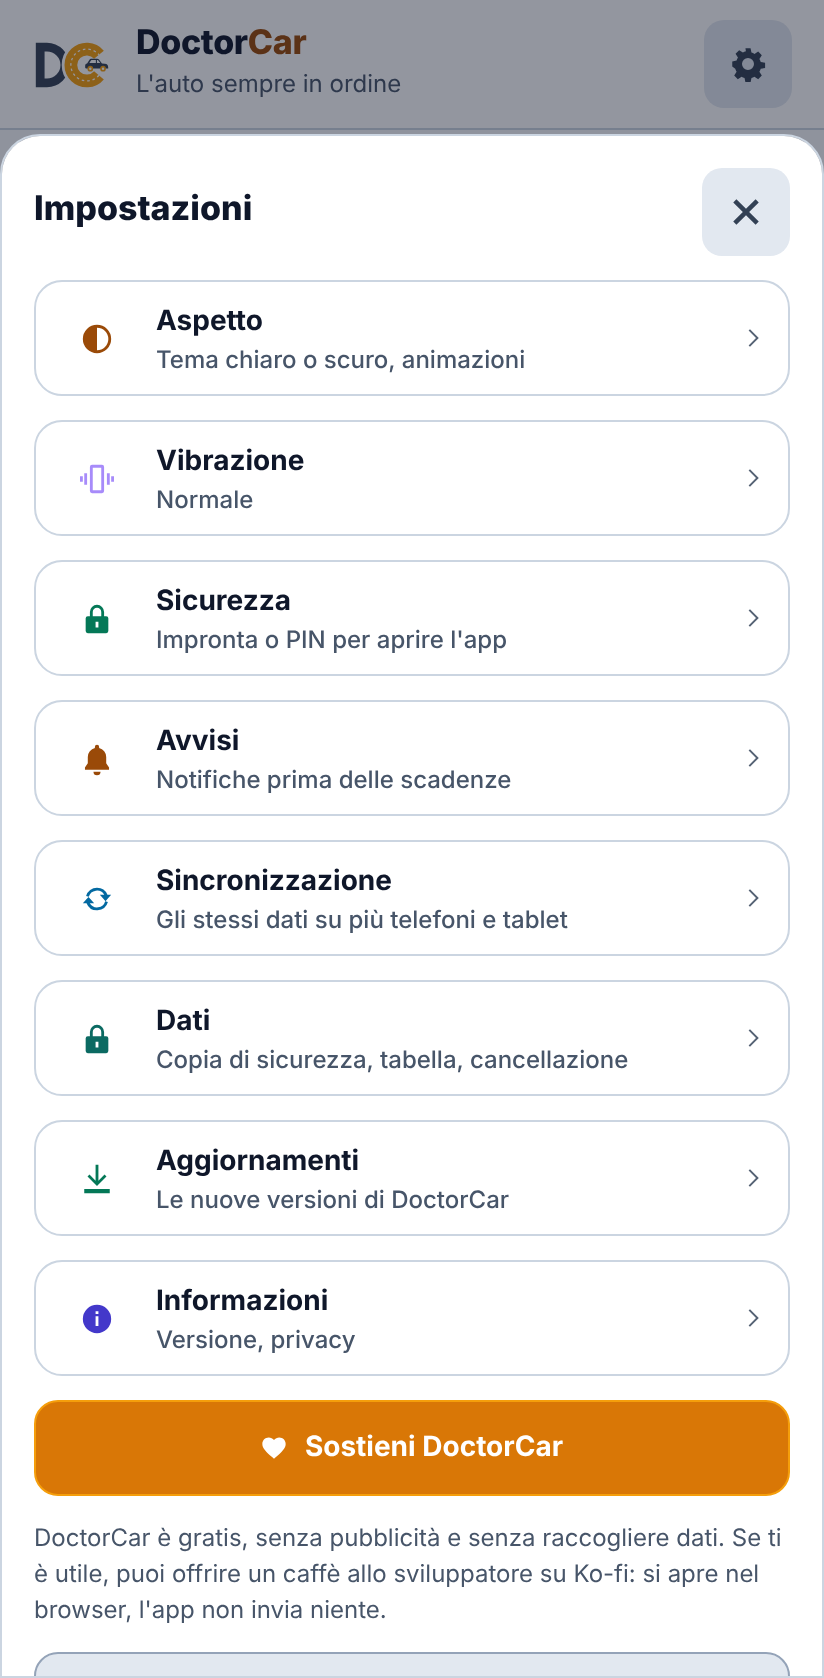 DC
DoctorCar
L'auto sempre in ordine
Impostazioni
Aspetto
Tema chiaro o scuro, animazioni
Vibrazione
Normale
Sicurezza
Impronta o PIN per aprire l'app
Avvisi
Notifiche prima delle scadenze
Sincronizzazione
Gli stessi dati su più telefoni e tablet
Dati
Copia di sicurezza, tabella, cancellazione
Aggiornamenti
Le nuove versioni di DoctorCar
Informazioni
Versione, privacy
Sostieni DoctorCar
DoctorCar è gratis, senza pubblicità e senza raccogliere dati. Se ti
è utile, puoi offrire un caffè allo sviluppatore su Ko-fi: si apre nel
browser, l'app non invia niente.